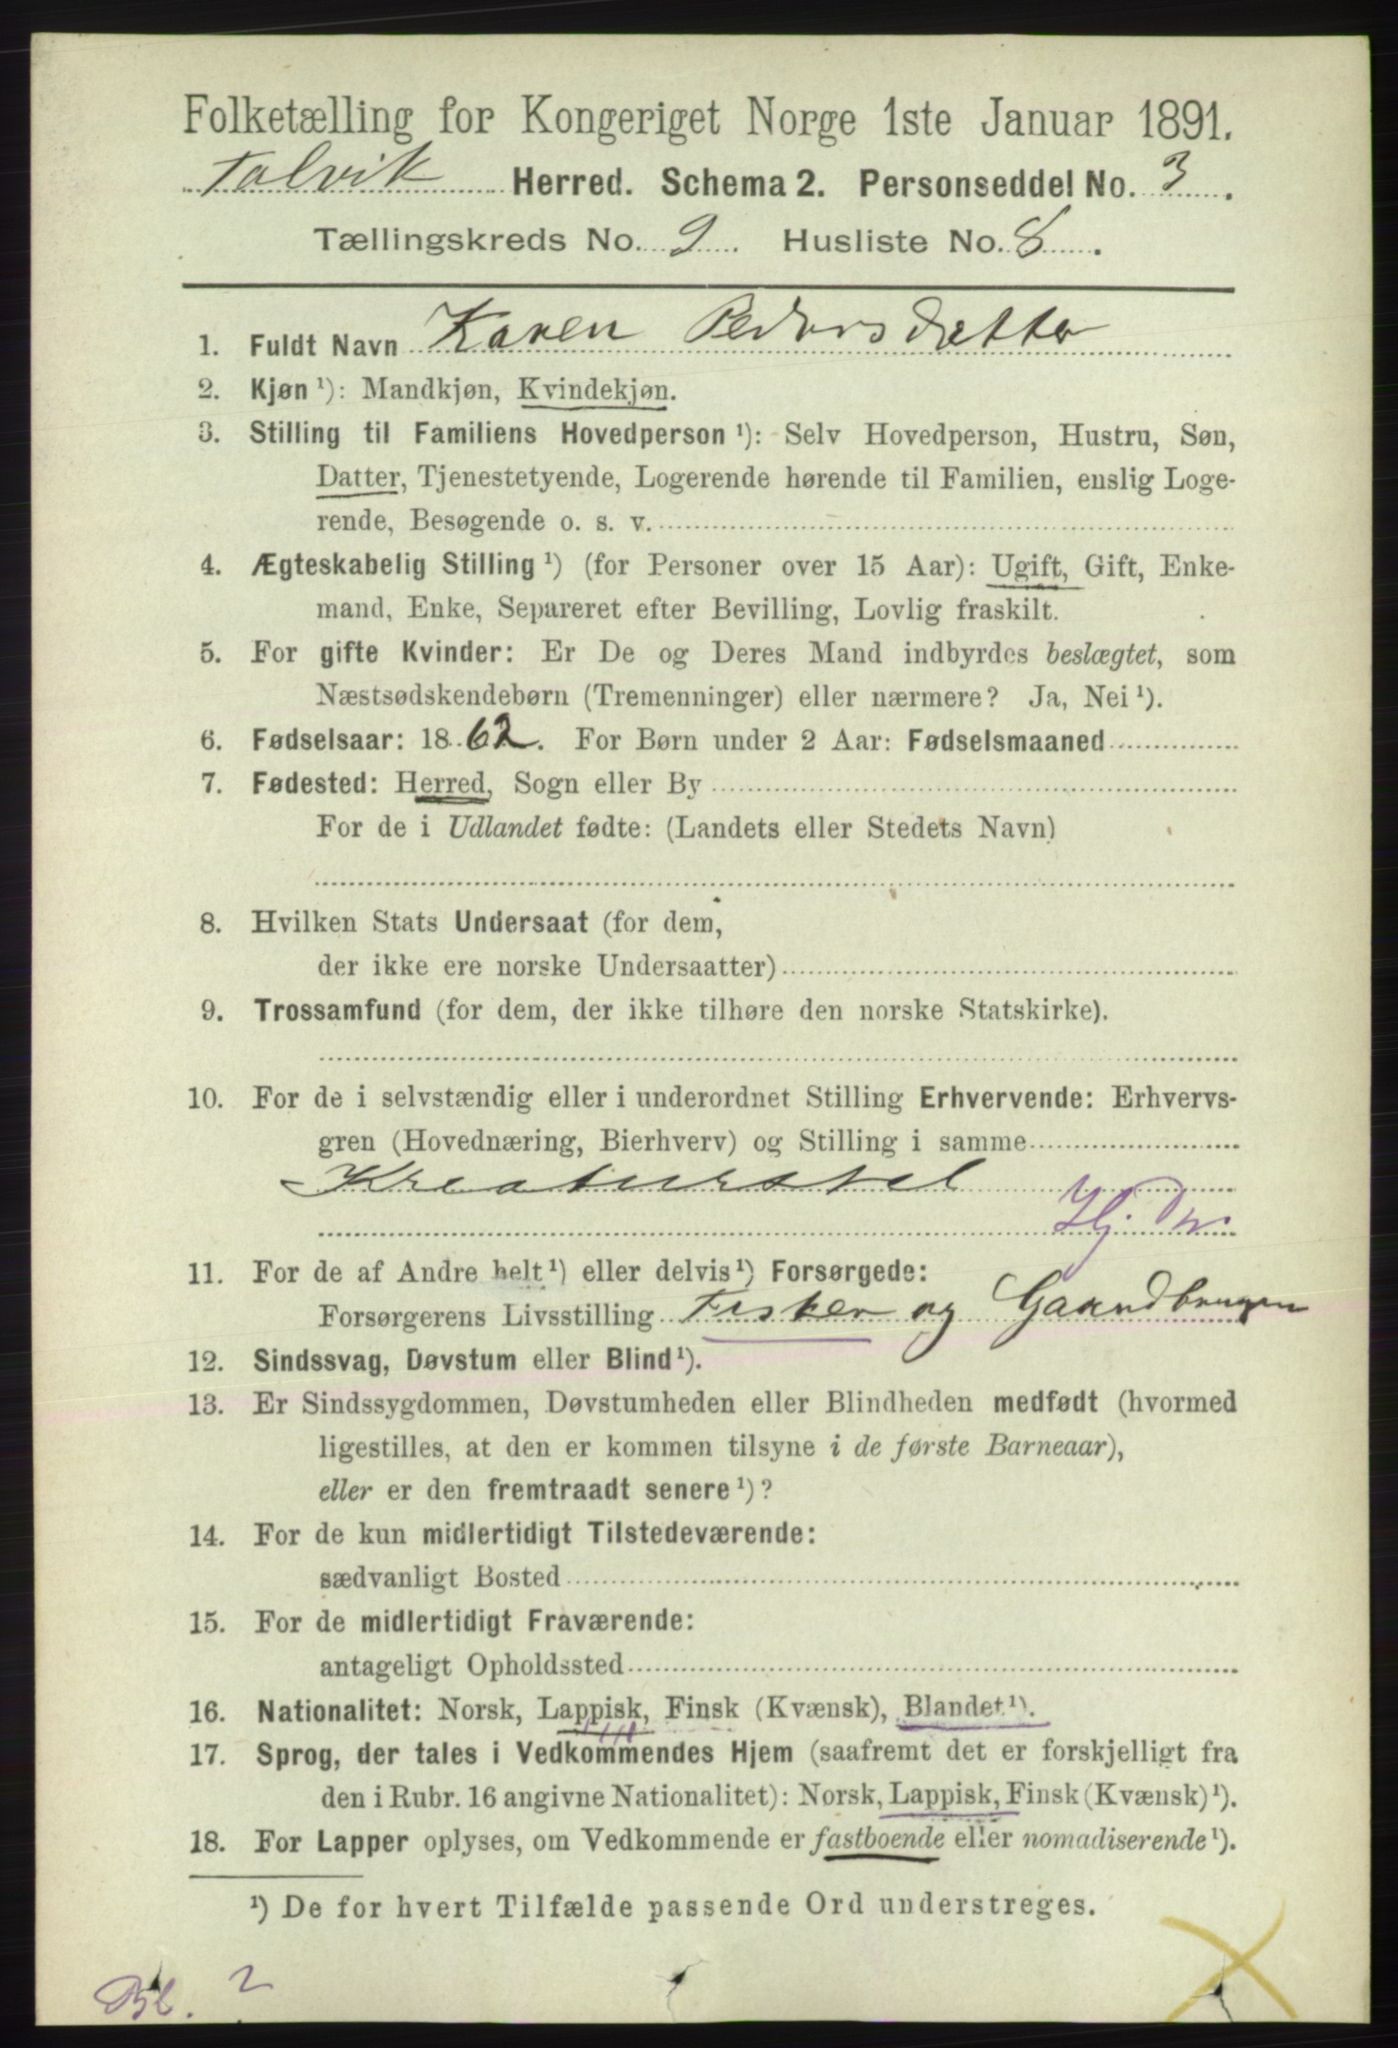 Folketælling for Kongeriget Norge 1ste Januar 1891.
Talvik Herred. Schema 2. Personseddel No. 3.
Tællingskreds No. 9. Husliste No. 8.
1. Fuldt Navn Karen Pedersdatter
2. Kjøn ¹): Mandkjøn, Kvindekjøn.
3. Stilling til Familiens Hovedperson ¹): Selv Hovedperson, Hustru, Søn,
Datter, Tjenestetyende, Logerende hørende til Familien, enslig Loge-
rende, Besøgende o. s. v.
4. Ægteskabelig Stilling ¹) (for Personer over 15 Aar): Ugift, Gift, Enke-
mand, Enke, Separeret efter Bevilling, Lovlig fraskilt.
5. For gifte Kvinder: Er De og Deres Mand indbyrdes beslægtet, som
Næstsødskendebørn (Tremenninger) eller nærmere? Ja, Nei ¹).
6. Fødselsaar: 1862. For Børn under 2 Aar: Fødselsmaaned
7. Fødested: Herred, Sogn eller By
For de i Udlandet fødte: (Landets eller Stedets Navn)
8. Hvilken Stats Undersaat (for dem,
der ikke ere norske Undersaatter)
9. Trossamfund (for dem, der ikke tilhøre den norske Statskirke).
10. For de i selvstændig eller i underordnet Stilling Erhvervende: Erhvervs-
gren (Hovednæring, Bierhverv) og Stilling i samme
Kreaturstel
11. For de af Andre helt ¹) eller delvis ¹) Forsørgede:
Forsørgerens Livsstilling Fisker og Gaardbruger
12. Sindssvag, Døvstum eller Blind ¹).
13. Er Sindssygdommen, Døvstumheden eller Blindheden medfødt (hvormed
ligestilles, at den er kommen tilsyne i de første Barneaar),
eller er den fremtraadt senere ¹)?
14. For de kun midlertidigt Tilstedeværende:
sædvanligt Bosted
15. For de midlertidigt Fraværende:
antageligt Opholdssted
16. Nationalitet: Norsk, Lappisk, Finsk (Kvænsk), Blandet ¹).
17. Sprog, der tales i Vedkommendes Hjem (saafremt det er forskjelligt fra
den i Rubr. 16 angivne Nationalitet): Norsk, Lappisk, Finsk (Kvænsk) ¹).
18. For Lapper oplyses, om Vedkommende er fastboende eller nomadiserende ¹).
¹) De for hvert Tilfælde passende Ord understreges.
Bl. 2